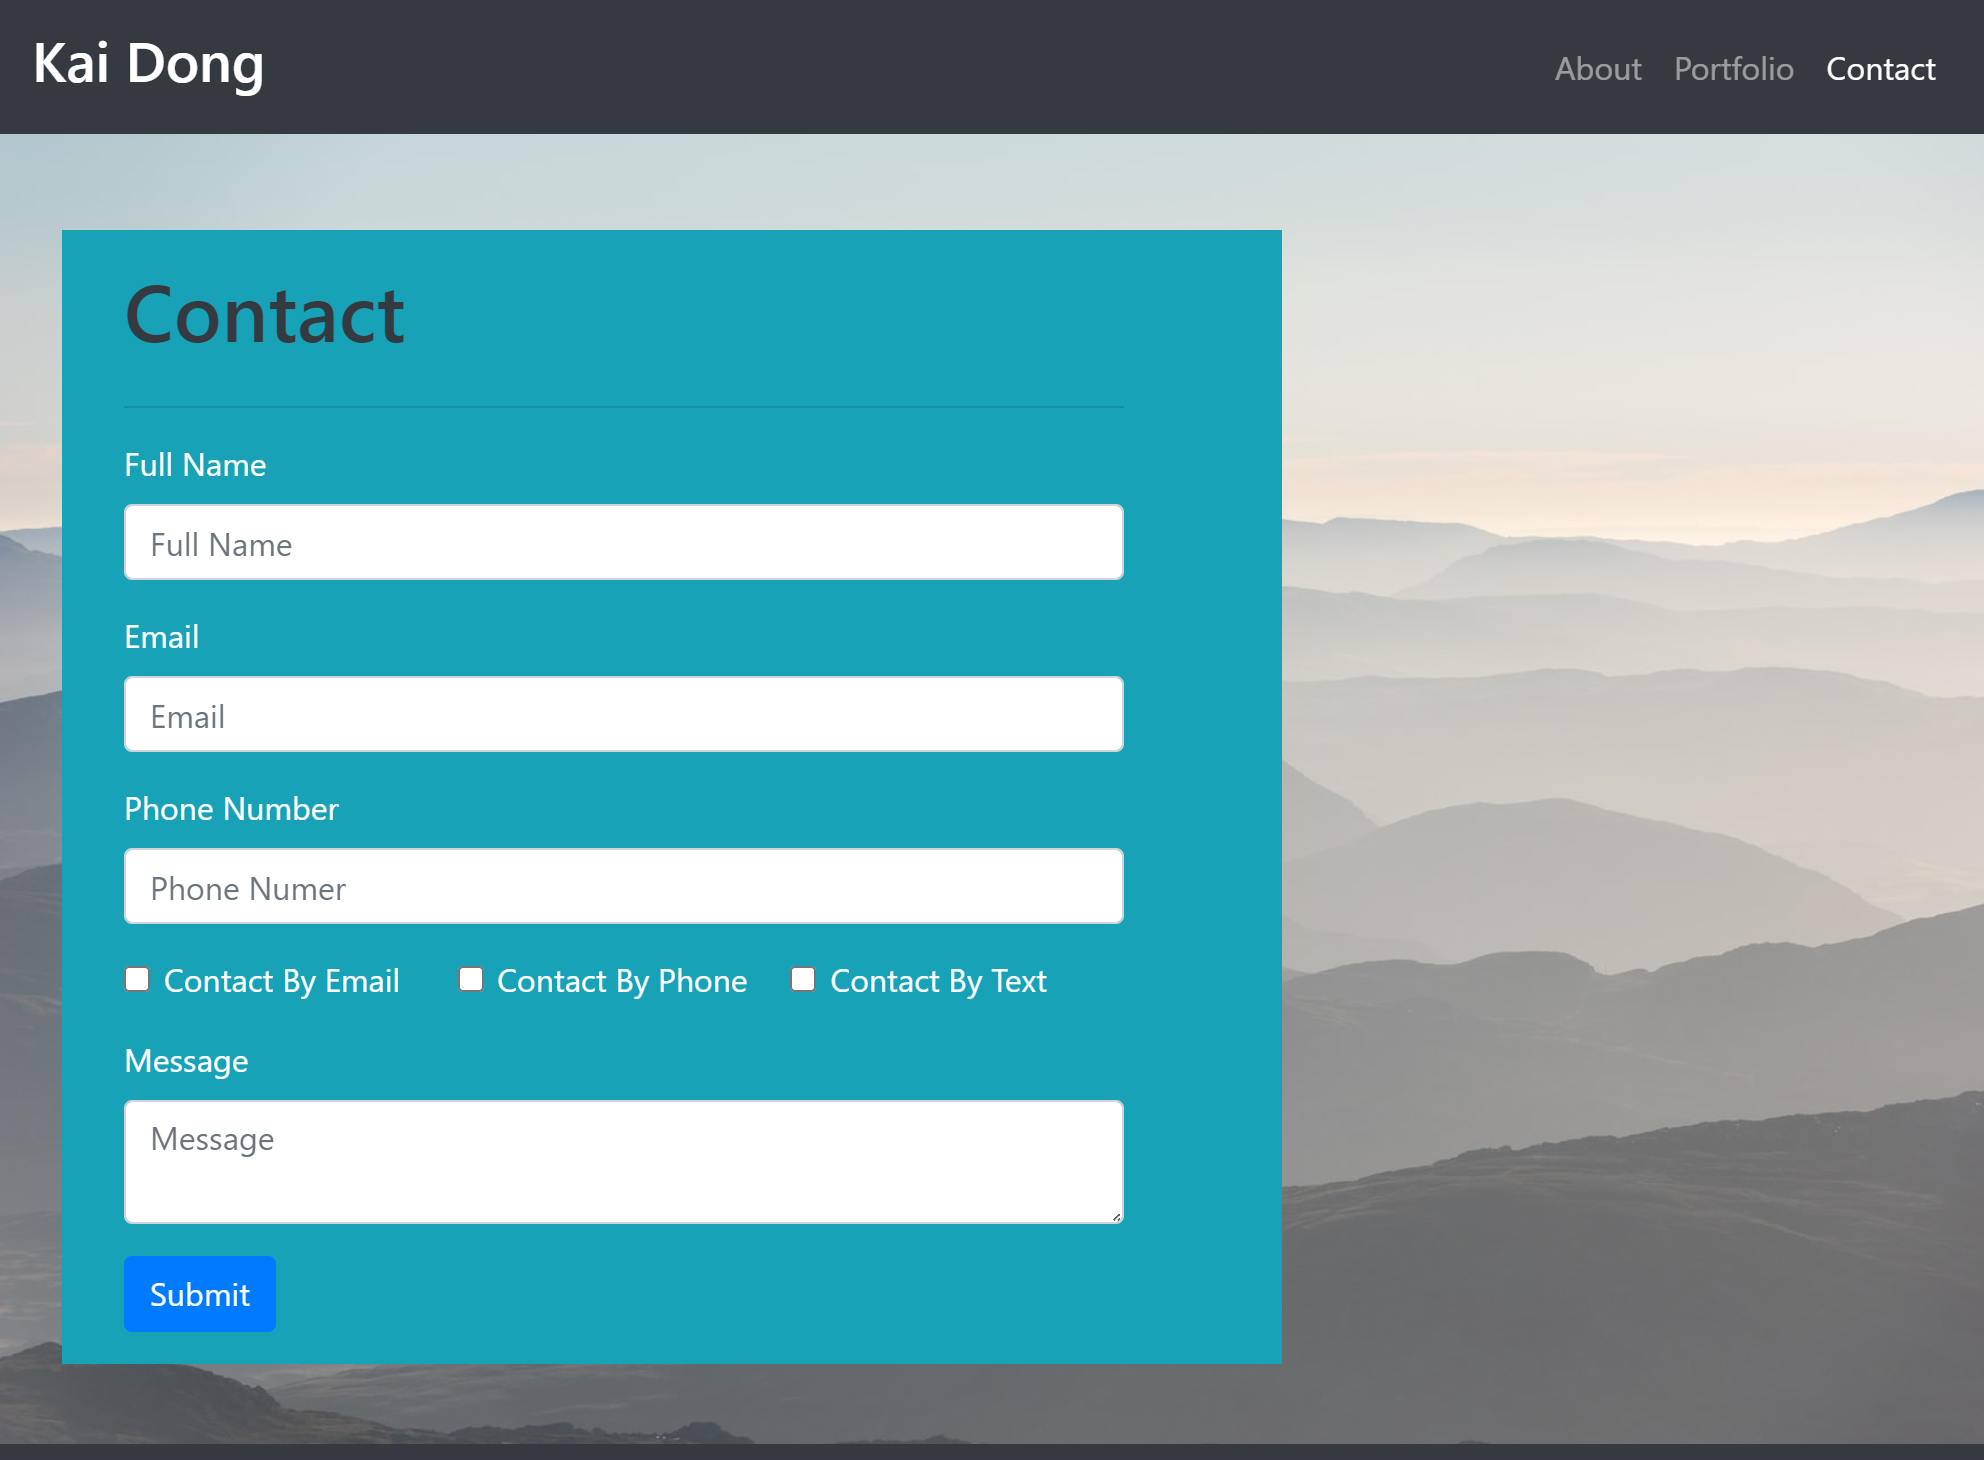 Kai Dong
About Portfolio Contact
Contact
Full Name
Full Name
Email
Email
Phone Number
Phone Numer
Contact By Email Contact By Phone Contact By Text
Message
Message
Submit